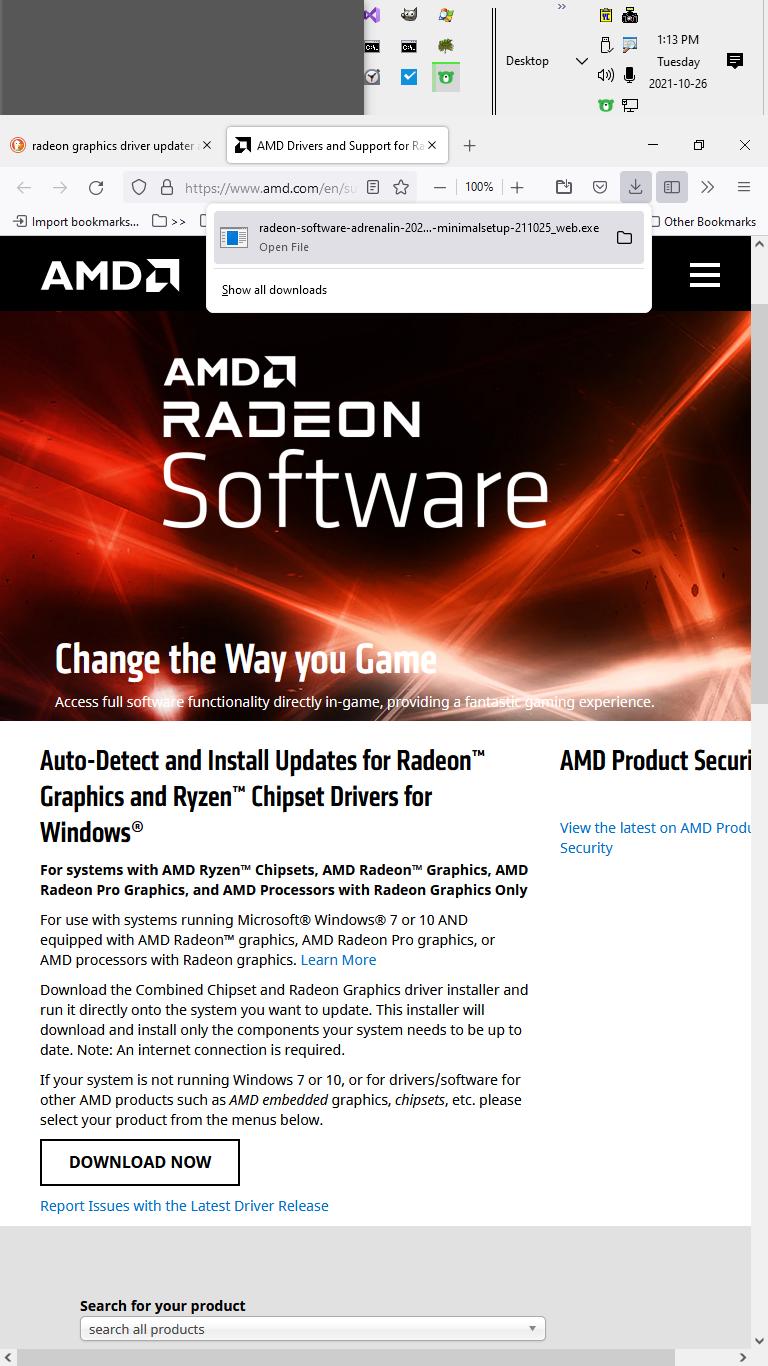 1:13 PM
Desktop
Tuesday
2021-10-26
radeon graphics driver updater
AMD Drivers and Support for Ra
https://www.amd.com/en/su
100%
Import bookmarks...
>>
Other Bookmarks
radeon-software-adrenalin-202...-minimalsetup-211025_web.exe
Open File
Show all downloads
AMD
AMD
RADEON
Software
Change the Way you Game
Access full software functionality directly in-game, providing a fantastic gaming experience.
Auto-Detect and Install Updates for Radeon™
Graphics and Ryzen™ Chipset Drivers for
Windows®
For systems with AMD Ryzen™ Chipsets, AMD Radeon™ Graphics, AMD
Radeon Pro Graphics, and AMD Processors with Radeon Graphics Only
For use with systems running Microsoft® Windows® 7 or 10 AND
equipped with AMD Radeon™ graphics, AMD Radeon Pro graphics, or
AMD processors with Radeon graphics. Learn More
Download the Combined Chipset and Radeon Graphics driver installer and
run it directly onto the system you want to update. This installer will
download and install only the components your system needs to be up to
date. Note: An internet connection is required.
If your system is not running Windows 7 or 10, or for drivers/software for
other AMD products such as AMD embedded graphics, chipsets, etc. please
select your product from the menus below.
DOWNLOAD NOW
Report Issues with the Latest Driver Release
AMD Product Securi
View the latest on AMD Produ
Security
Search for your product
search all products